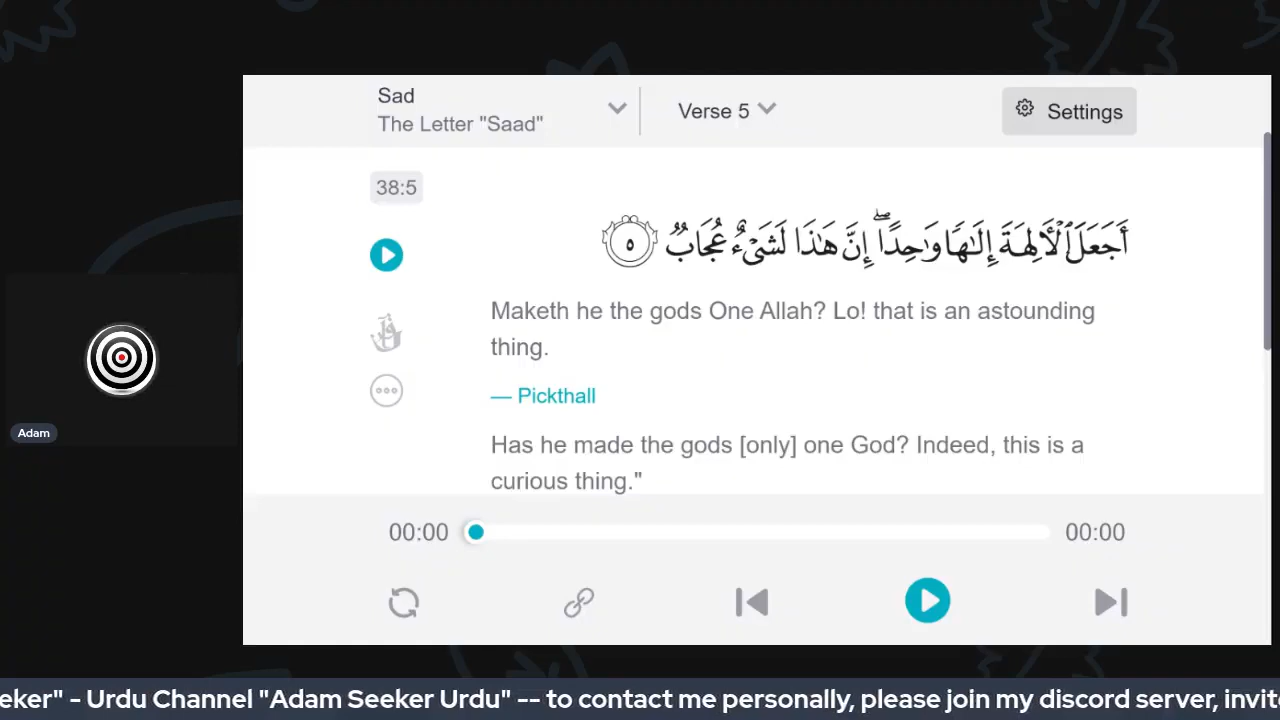 Sad
The Letter "Saad"
Verse 5
Settings
38:5
أَجَعَلَ ٱلْأَلِهَةَ إِلَـٰهًا وَٰحِدًا ۖ إِنَّ هَـٰذَا لَشَىْءٌ عُجَابٌ ٥
Maketh he the gods One Allah? Lo! that is an astounding
thing.
— Pickthall
Has he made the gods [only] one God? Indeed, this is a
curious thing."
00:00
00:00
Adam
eeker" - Urdu Channel "Adam Seeker Urdu" -- to contact me personally, please join my discord server, invit